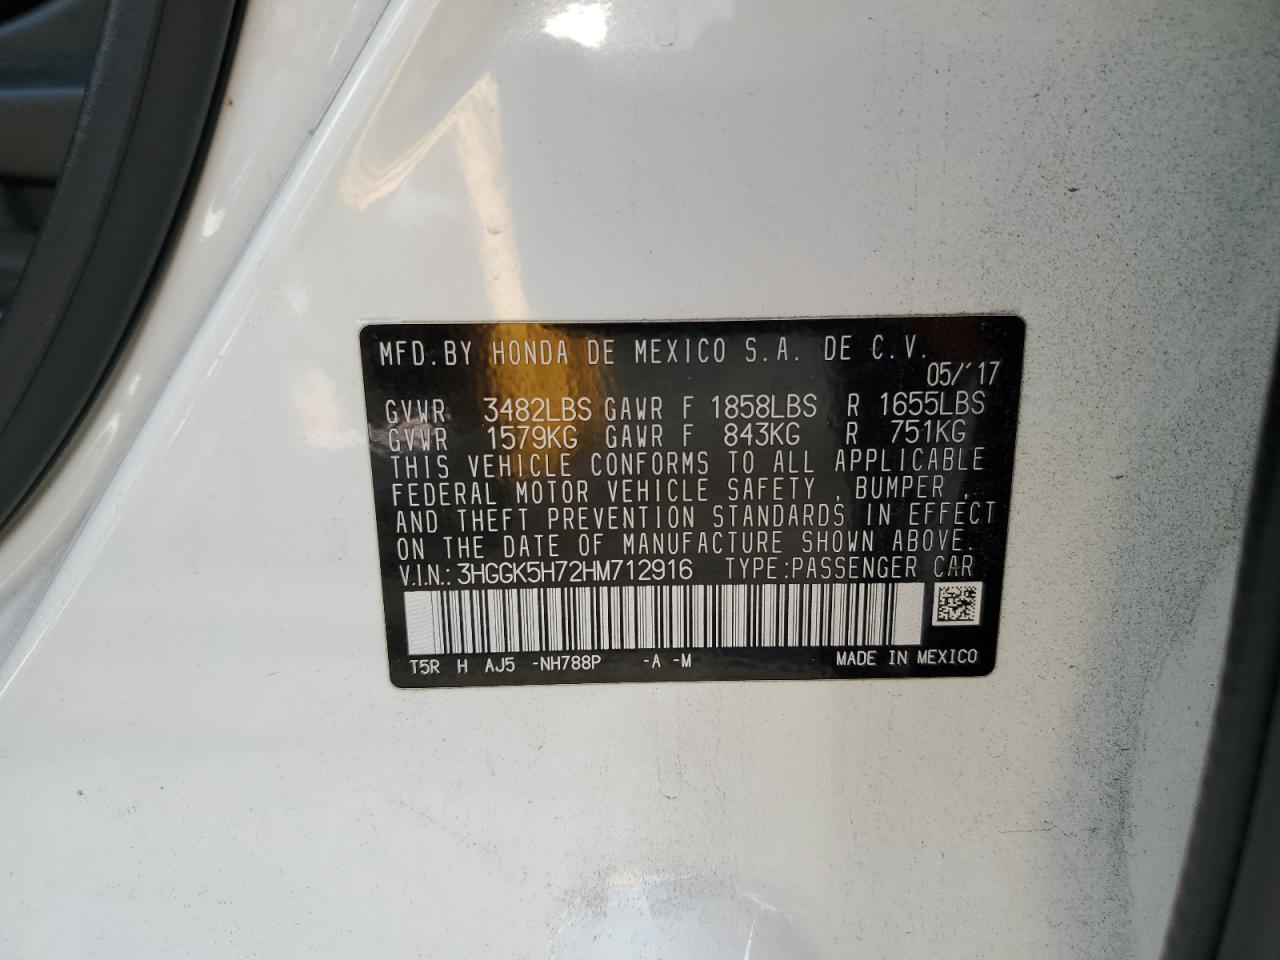 MFD. BY HONDA DE MEXICO S.A. DE C.V.
05/'17
GVWR 3482LBS GAWR F 1858LBS R 1655LBS
GVWR 1579KG GAWR F 843KG R 751KG
THIS VEHICLE CONFORMS TO ALL APPLICABLE
FEDERAL MOTOR VEHICLE SAFETY, BUMPER,
AND THEFT PREVENTION STANDARDS IN EFFECT
ON THE DATE OF MANUFACTURE SHOWN ABOVE.
V.I.N.: 3HGGK5H72HM712916 TYPE:PASSENGER CAR
T5R H AJ5 -NH788P -A -M MADE IN MEXICO